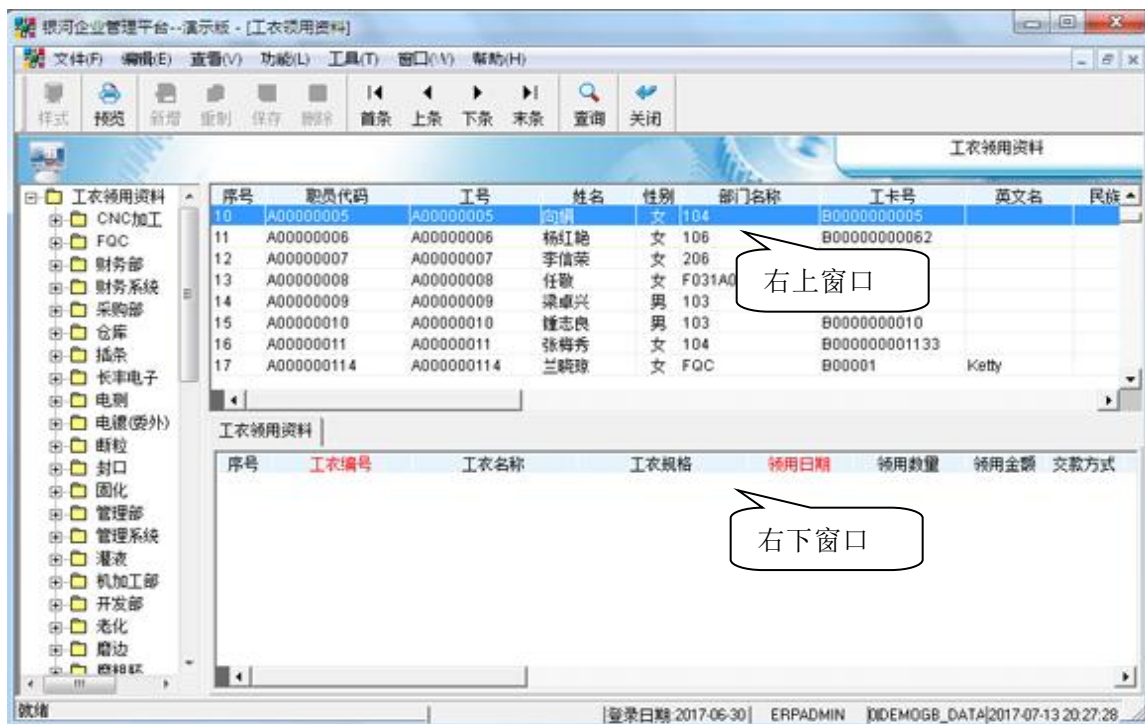 银河企业管理平台--演示版 - [工衣领用资料]
文件(F) 编辑(E) 查看(V) 功能(L) 工具(T) 窗口(W) 帮助(H)
样式 预览 新增 重制 保存 删除 首条 上条 下条 末条 查询 关闭
工衣领用资料
工衣领用资料
CNC加工
FQC
财务部
财务系统
采购部
仓库
插条
长丰电子
电测
电镀(委外)
断粒
封口
固化
管理部
管理系统
灌液
机加工部
开发部
老化
磨边
序号 职员代码 工号 姓名 性别 部门名称 工卡号 英文名 民族
10 A00000005 A00000005 向娟 女 104 B0000000005
11 A00000006 A00000006 杨红艳 女 106 B00000000062
12 A00000007 A00000007 李信荣 女 206
13 A00000008 A00000008 任敬 女 F031A0
14 A00000009 A00000009 梁卓兴 男 103
15 A00000010 A00000010 锺志良 男 103 B0000000010
16 A00000011 A00000011 张梅秀 女 104 B0000000001133
17 A0000000114 A0000000114 兰晓琼 女 FQC B00001 Ketty
右上窗口
工衣领用资料
序号 工衣编号 工衣名称 工衣规格 领用日期 领用数量 领用金额 交款方式
右下窗口
就绪 登录日期:2017-06-30 ERPADMIN 2017-07-13 20:27:28